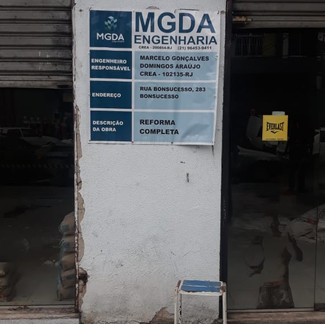 MGDA
MGDA
ENGENHARIA
ENGENHEIRO
RESPONSÁVEL
MARCELO GONÇALVES
DOMINGOS ARAÚJO
CREA - 102135-RJ
ENDEREÇO
RUA BONSUCESSO, 283
BONSUCESSO
DESCRIÇÃO
DA OBRA
REFORMA
COMPLETA
EVERLAST